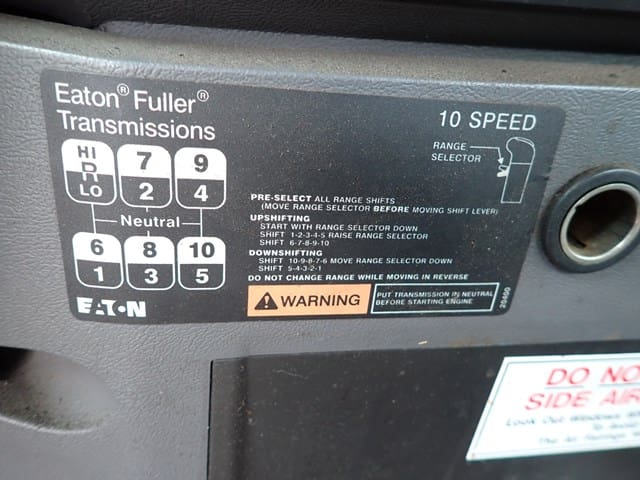 Eaton® Fuller®
Transmissions
10 SPEED
RANGE
SELECTOR
HI
R
LO
7
2
9
4
Neutral
6
1
8
3
10
5
EATON
PRE-SELECT ALL RANGE SHIFTS
(MOVE RANGE SELECTOR BEFORE MOVING SHIFT LEVER)
UPSHIFTING
START WITH RANGE SELECTOR DOWN
SHIFT 1-2-3-4-5 RAISE RANGE SELECTOR
SHIFT 6-7-8-9-10
DOWNSHIFTING
SHIFT 10-9-8-7-6 MOVE RANGE SELECTOR DOWN
SHIFT 5-4-3-2-1
DO NOT CHANGE RANGE WHILE MOVING IN REVERSE
WARNING
PUT TRANSMISSION IN NEUTRAL
BEFORE STARTING ENGINE
20400
DO NO
SIDE AIR
Look Out Windows